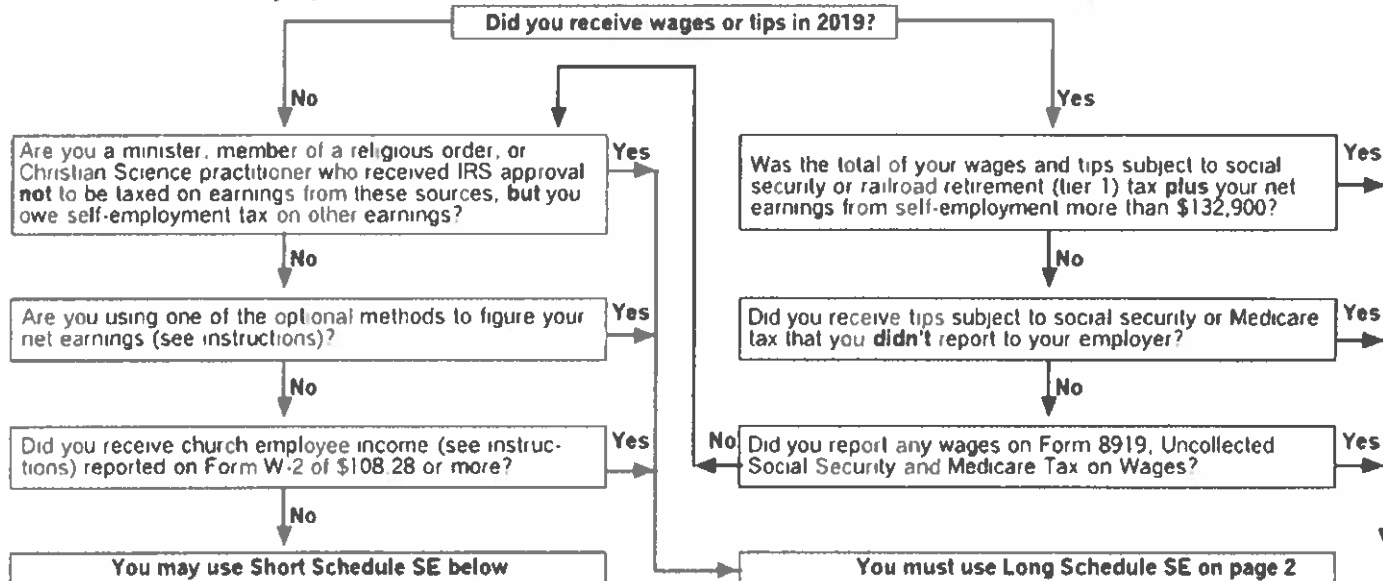 Did you receive wages or tips in 2019?
No
Yes
Are you a minister, member of a religious order, or
Christian Science practitioner who received IRS approval
not to be taxed on earnings from these sources, but you
owe self-employment tax on other earnings?
Yes
Was the total of your wages and tips subject to social
security or railroad retirement (tier 1) tax plus your net
earnings from self-employment more than $132,900?
Yes
No
No
Are you using one of the optional methods to figure your
net earnings (see instructions)?
Yes
Did you receive tips subject to social security or Medicare
tax that you didn't report to your employer?
Yes
No
No
Did you receive church employee income (see instruc-
tions) reported on Form W-2 of $108.28 or more?
Yes
No
Did you report any wages on Form 8919, Uncollected
Social Security and Medicare Tax on Wages?
Yes
No
You may use Short Schedule SE below
You must use Long Schedule SE on page 2